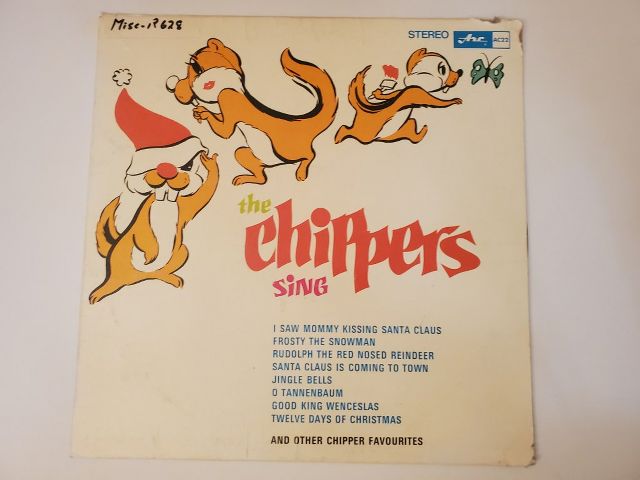 Misc-12628
STEREO Arc AC22
the
chippers
SING
I SAW MOMMY KISSING SANTA CLAUS
FROSTY THE SNOWMAN
RUDOLPH THE RED NOSED REINDEER
SANTA CLAUS IS COMING TO TOWN
JINGLE BELLS
O TANNENBAUM
GOOD KING WENCESLAS
TWELVE DAYS OF CHRISTMAS
AND OTHER CHIPPER FAVOURITES